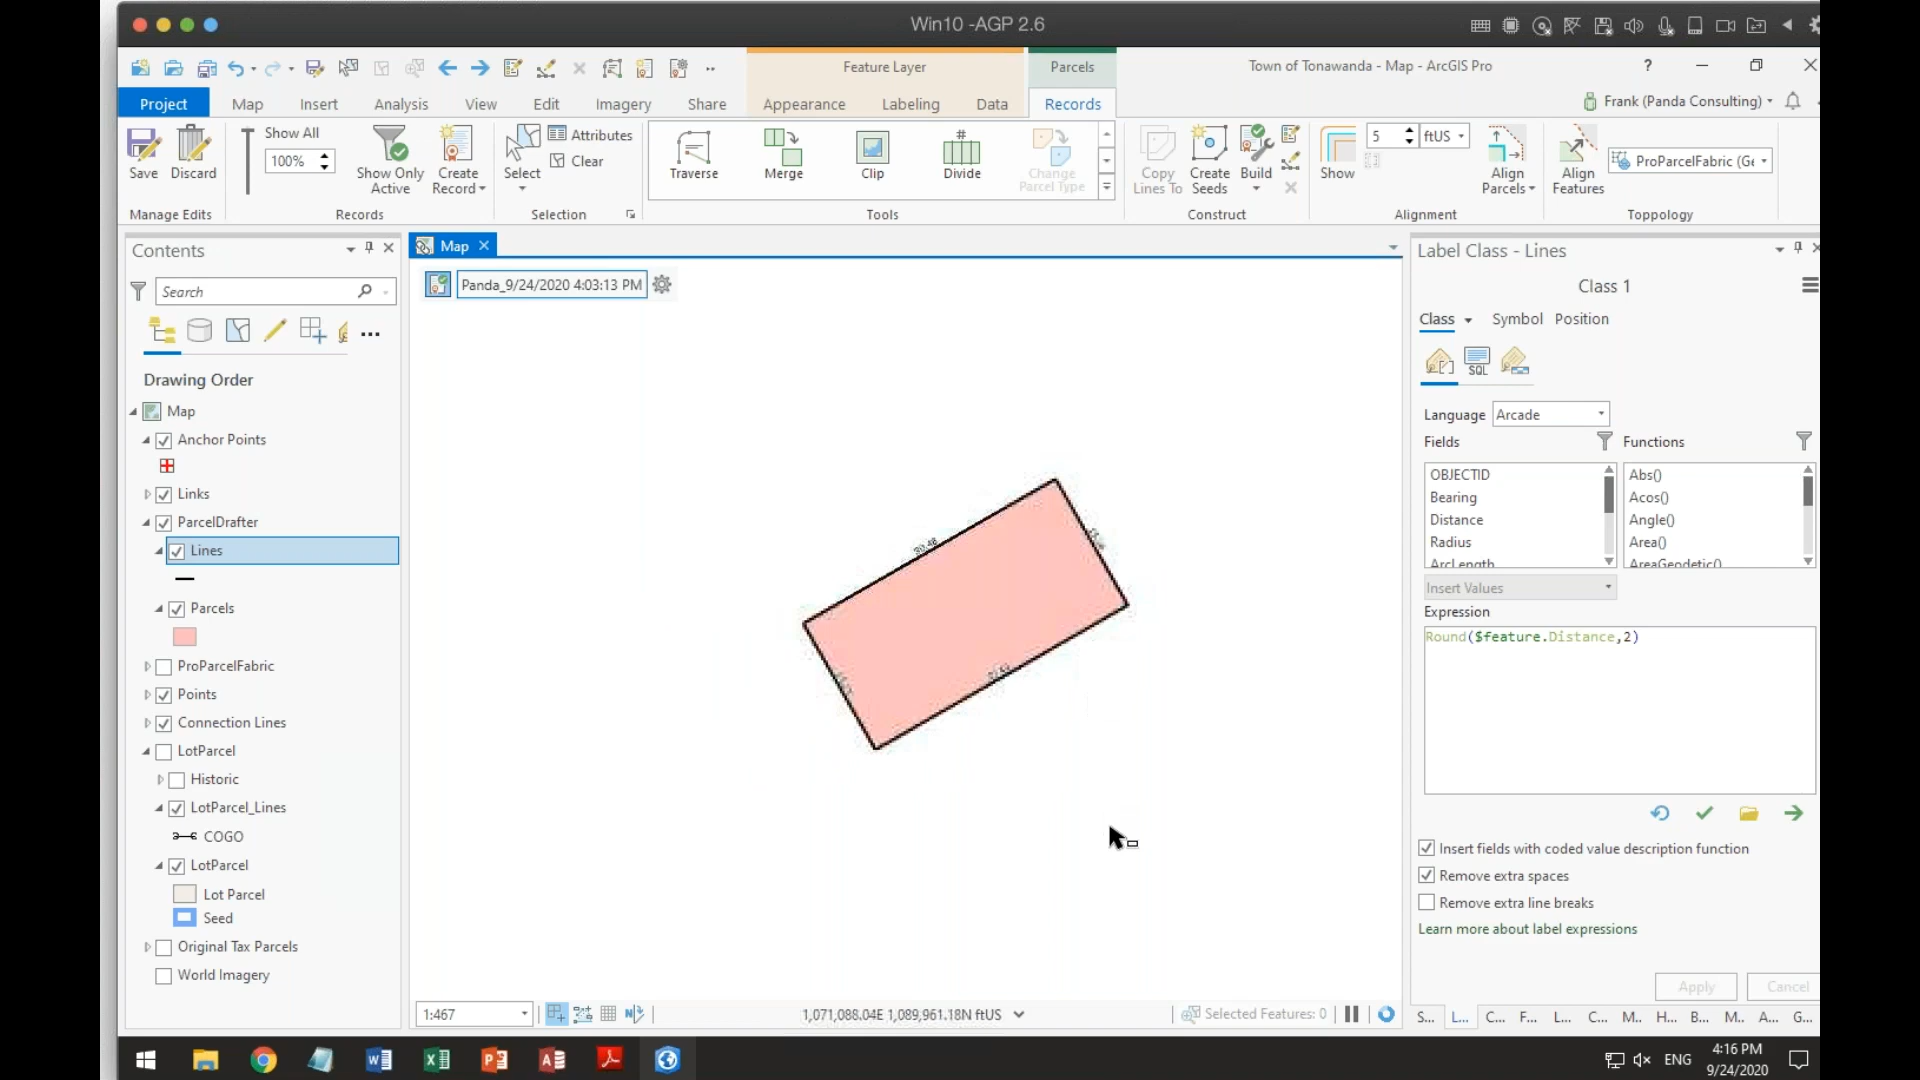 Win10 -AGP 2.6
Feature Layer
Parcels
Town of Tonawanda - Map - ArcGIS Pro
?
Project
Map
Insert
Analysis
View
Edit
Imagery
Share
Appearance
Labeling
Data
Records
Frank (Panda Consulting)
Save
Discard
Manage Edits
Show All
100%
Show Only
Active
Create
Record
Records
Select
Attributes
Clear
Selection
Traverse
Merge
Clip
Divide
Change
Parcel Type
Tools
Copy
Lines To
Create
Seeds
Build
Construct
Show
5
ftUS
Align
Parcels
Alignment
Align
Features
ProParcelFabric (Ge
Toppology
Contents
Search
Drawing Order
Map
Anchor Points
Links
ParcelDrafter
Lines
Parcels
ProParcelFabric
Points
Connection Lines
LotParcel
Historic
LotParcel_Lines
COGO
LotParcel
Lot Parcel
Seed
Original Tax Parcels
World Imagery
Map
Panda_9/24/2020 4:03:13 PM
1:467
1,071,088.04E 1,089,961.18N ftUS
Selected Features: 0
Label Class - Lines
Class 1
Class
Symbol
Position
SQL
Language
Arcade
Fields
Functions
OBJECTID
Bearing
Distance
Radius
ArcLength
Abs()
Acos()
Angle()
Area()
AreaGeodetic()
Insert Values
Expression
Round($feature.Distance,2)
Insert fields with coded value description function
Remove extra spaces
Remove extra line breaks
Learn more about label expressions
Apply
Cancel
S... L... C... F... L... C... M.. H... B... M.. A... G...
ENG
4:16 PM
9/24/2020